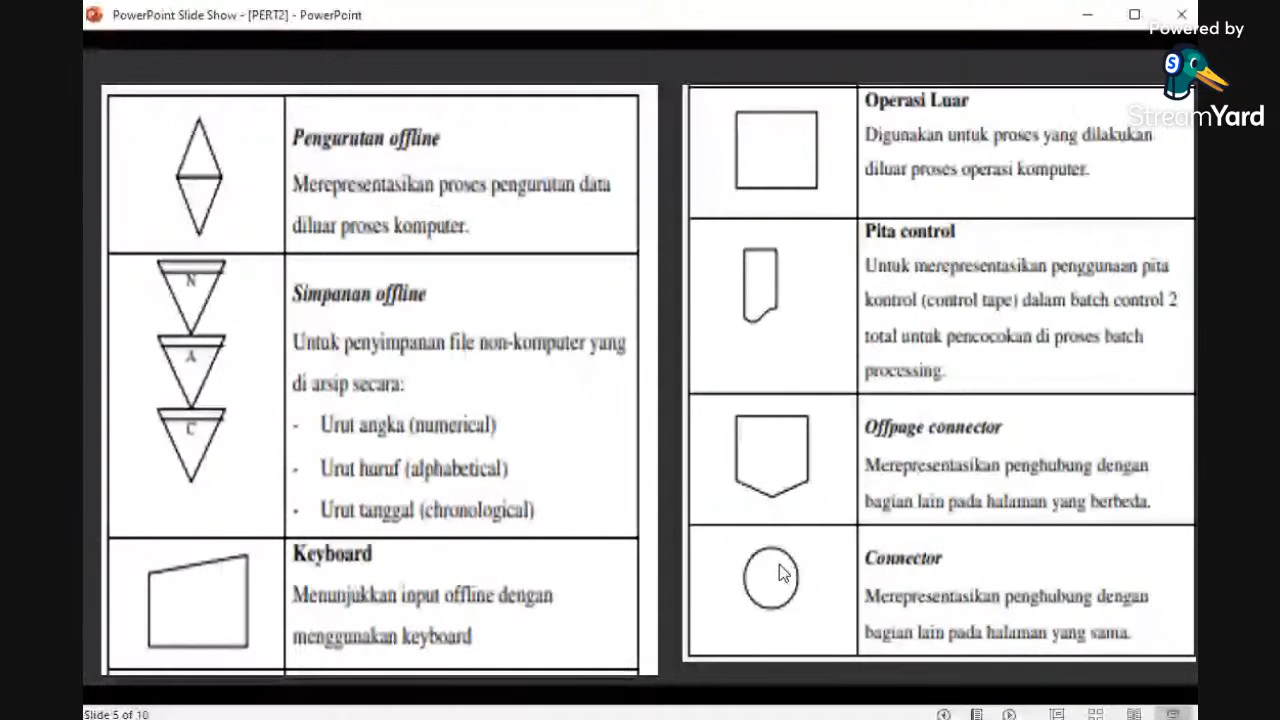 PowerPoint Slide Show - [PERT2] - PowerPoint
Powered by
StreamYard
Pengurutan offline
Merepresentasikan proses pengurutan data
diluar proses komputer.
N
A
C
Simpanan offline
Untuk penyimpanan file non-komputer yang
di arsip secara:
- Urut angka (numerical)
- Urut huruf (alphabetical)
- Urut tanggal (chronological)
Keyboard
Menunjukkan input offline dengan
menggunakan keyboard
Operasi Luar
Digunakan untuk proses yang dilakukan
diluar proses operasi komputer.
Pita control
Untuk merepresentasikan penggunaan pita
kontrol (control tape) dalam batch control 2
total untuk pencocokan di proses batch
processing.
Offpage connector
Merepresentasikan penghubung dengan
bagian lain pada halaman yang berbeda.
Connector
Merepresentasikan penghubung dengan
bagian lain pada halaman yang sama.
Slide 5 of 10